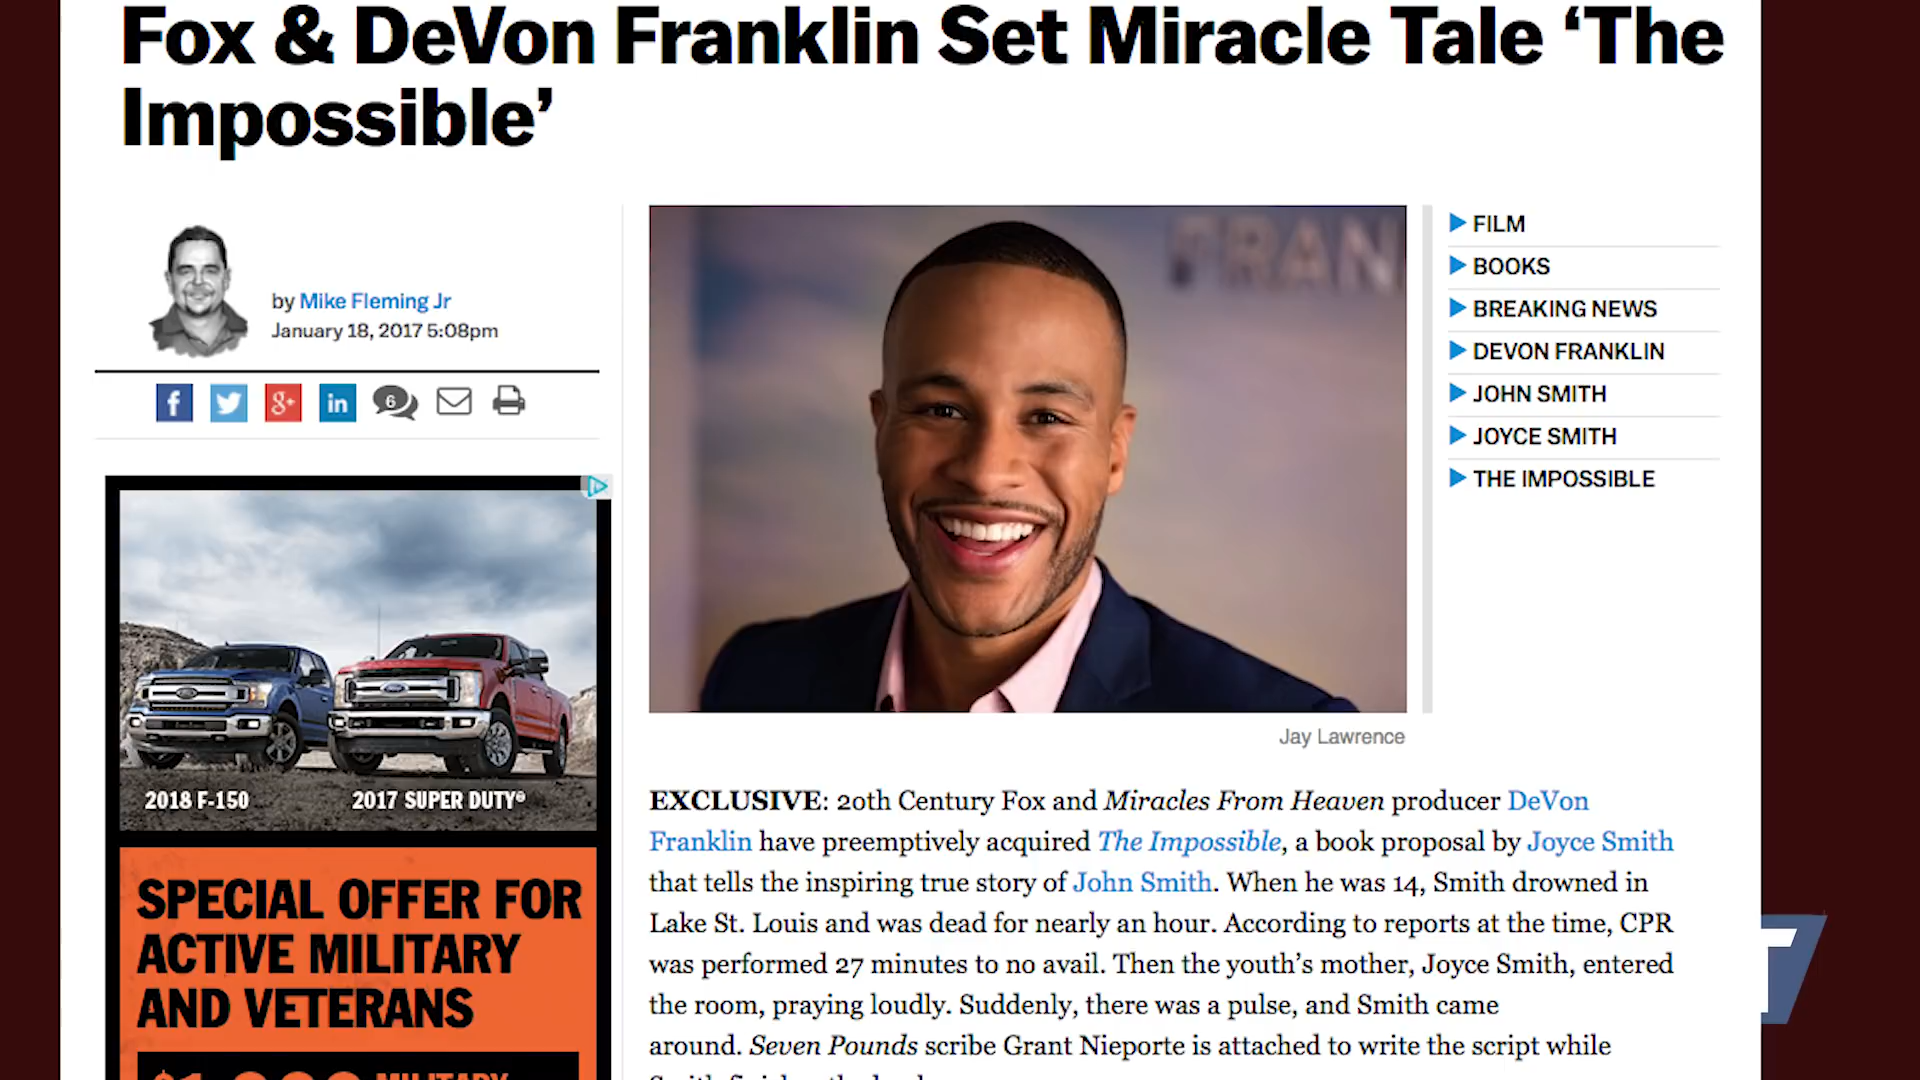 Fox & DeVon Franklin Set Miracle Tale ‘The
Impossible’
by Mike Fleming Jr
January 18, 2017 5:08pm
f
g+
in
6
2018 F-150
2017 SUPER DUTY®
SPECIAL OFFER FOR
ACTIVE MILITARY
AND VETERANS
FRAN
Jay Lawrence
FILM
BOOKS
BREAKING NEWS
DEVON FRANKLIN
JOHN SMITH
JOYCE SMITH
THE IMPOSSIBLE
EXCLUSIVE: 20th Century Fox and Miracles From Heaven producer DeVon
Franklin have preemptively acquired The Impossible, a book proposal by Joyce Smith
that tells the inspiring true story of John Smith. When he was 14, Smith drowned in
Lake St. Louis and was dead for nearly an hour. According to reports at the time, CPR
was performed 27 minutes to no avail. Then the youth’s mother, Joyce Smith, entered
the room, praying loudly. Suddenly, there was a pulse, and Smith came
around. Seven Pounds scribe Grant Nieporte is attached to write the script while